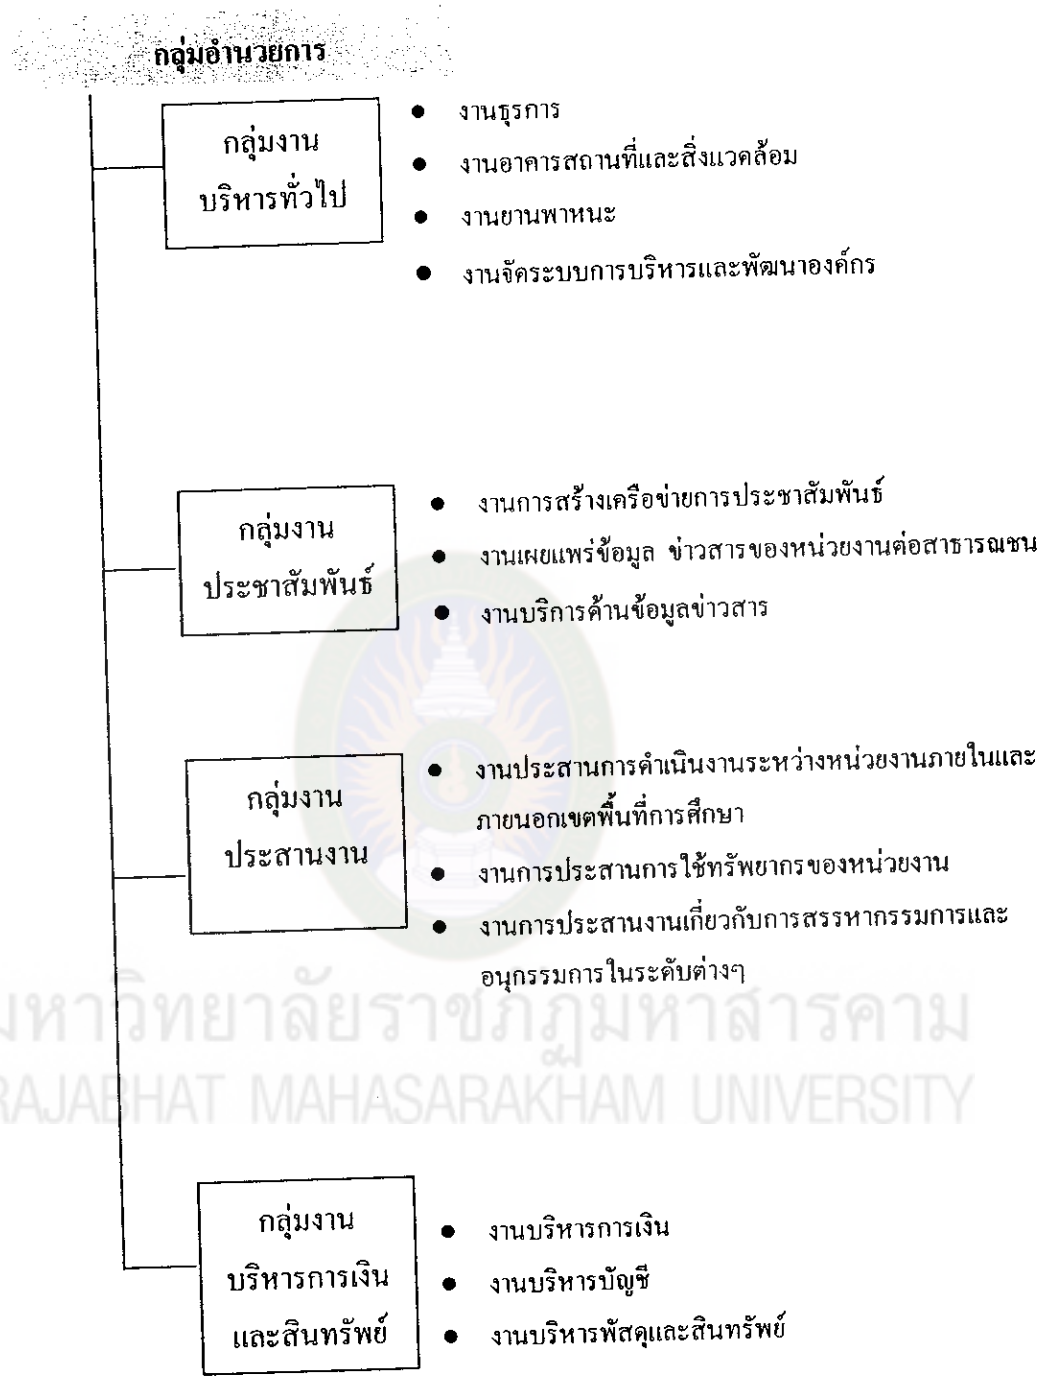 กลุ่มอำนวยการ
กลุ่มงาน
บริหารทั่วไป
● งานธุรการ
● งานอาคารสถานที่และสิ่งแวดล้อม
● งานยานพาหนะ
● งานจัดระบบการบริหารและพัฒนาองค์กร
กลุ่มงาน
ประชาสัมพันธ์
● งานการสร้างเครือข่ายการประชาสัมพันธ์
● งานเผยแพร่ข้อมูล ข่าวสารของหน่วยงานต่อสาธารณชน
● งานบริการด้านข้อมูลข่าวสาร
กลุ่มงาน
ประสานงาน
● งานประสานการดำเนินงานระหว่างหน่วยงานภายในและ
ภายนอกเขตพื้นที่การศึกษา
● งานการประสานการใช้ทรัพยากรของหน่วยงาน
● งานการประสานงานเกี่ยวกับการสรรหากรรมการและ
อนุกรรมการในระดับต่างๆ
มหาวิทยาลัยราชภัฏมหาสารคาม
RAJABHAT MAHASARAKHAM UNIVERSITY
กลุ่มงาน
บริหารการเงิน
และสินทรัพย์
● งานบริหารการเงิน
● งานบริหารบัญชี
● งานบริหารพัสดุและสินทรัพย์